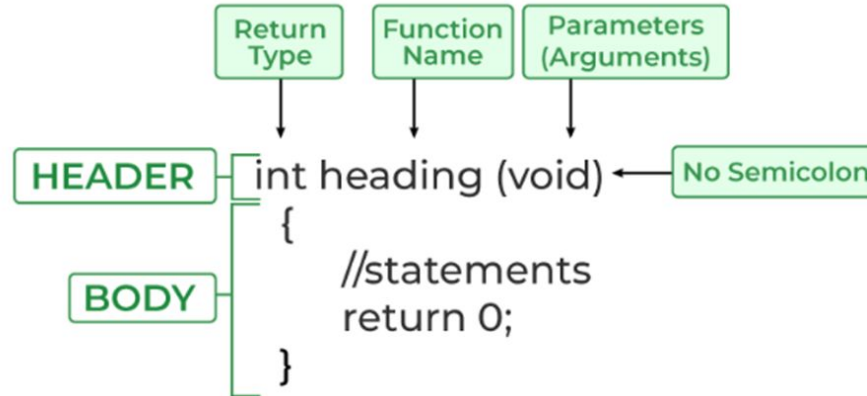 Return
Type
Function
Name
Parameters
(Arguments)
HEADER
int heading (void)
No Semicolon
{
//statements
BODY
return 0;
}